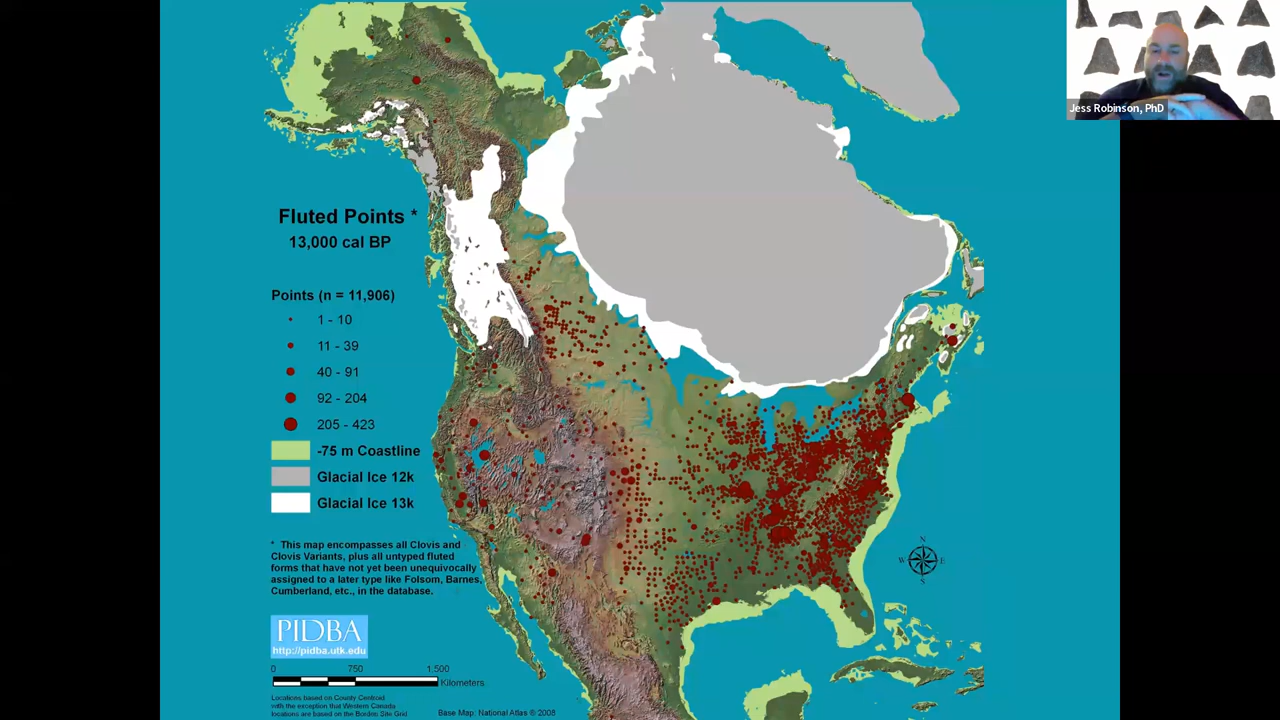 Jess Robinson, PhD
Fluted Points *
13,000 cal BP
Points (n = 11,906)
1 - 10
11 - 39
40 - 91
92 - 204
205 - 423
-75 m Coastline
Glacial Ice 12k
Glacial Ice 13k
* This map encompasses all Clovis and
Clovis Variants, plus all untyped fluted
forms that have not yet been unequivocally
assigned to a later type like Folsom, Barnes,
Cumberland, etc., in the database.
N
W E
S
PIDBA
http://pidba.utk.edu
0 750 1,500
Kilometers
Locations based on County Centroid
with the exception that Western Canada
locations are based on the Borden Site Grid
Base Map: National Atlas © 2008